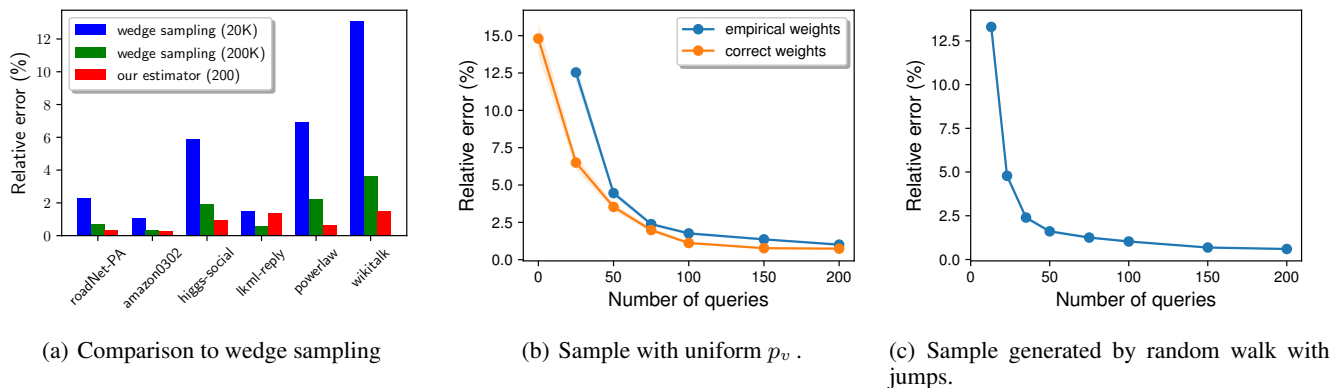 12
10
8
6
4
2
0
Relative error (%)
wedge sampling (20K)
wedge sampling (200K)
our estimator (200)
roadNet-PA
amazon0302
higgs-social
lkml-reply
powerlaw
wikitalk
(a) Comparison to wedge sampling
15.0
12.5
10.0
7.5
5.0
2.5
0.0
Relative error (%)
empirical weights
correct weights
0 50 100 150 200
Number of queries
(b) Sample with uniform p_v .
12.5
10.0
7.5
5.0
2.5
0.0
Relative error (%)
0 50 100 150 200
Number of queries
(c) Sample generated by random walk with
jumps.